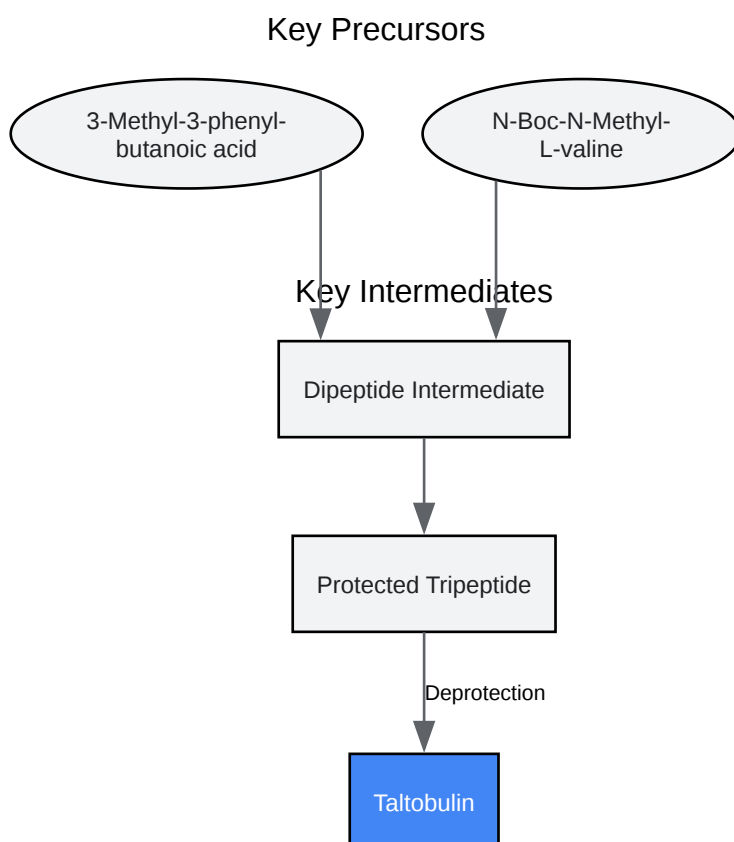 Key Precursors
3-Methyl-3-phenyl-
butanoic acid
N-Boc-N-Methyl-
L-valine
Key Intermediates
Dipeptide Intermediate
Protected Tripeptide
Deprotection
Taltobulin